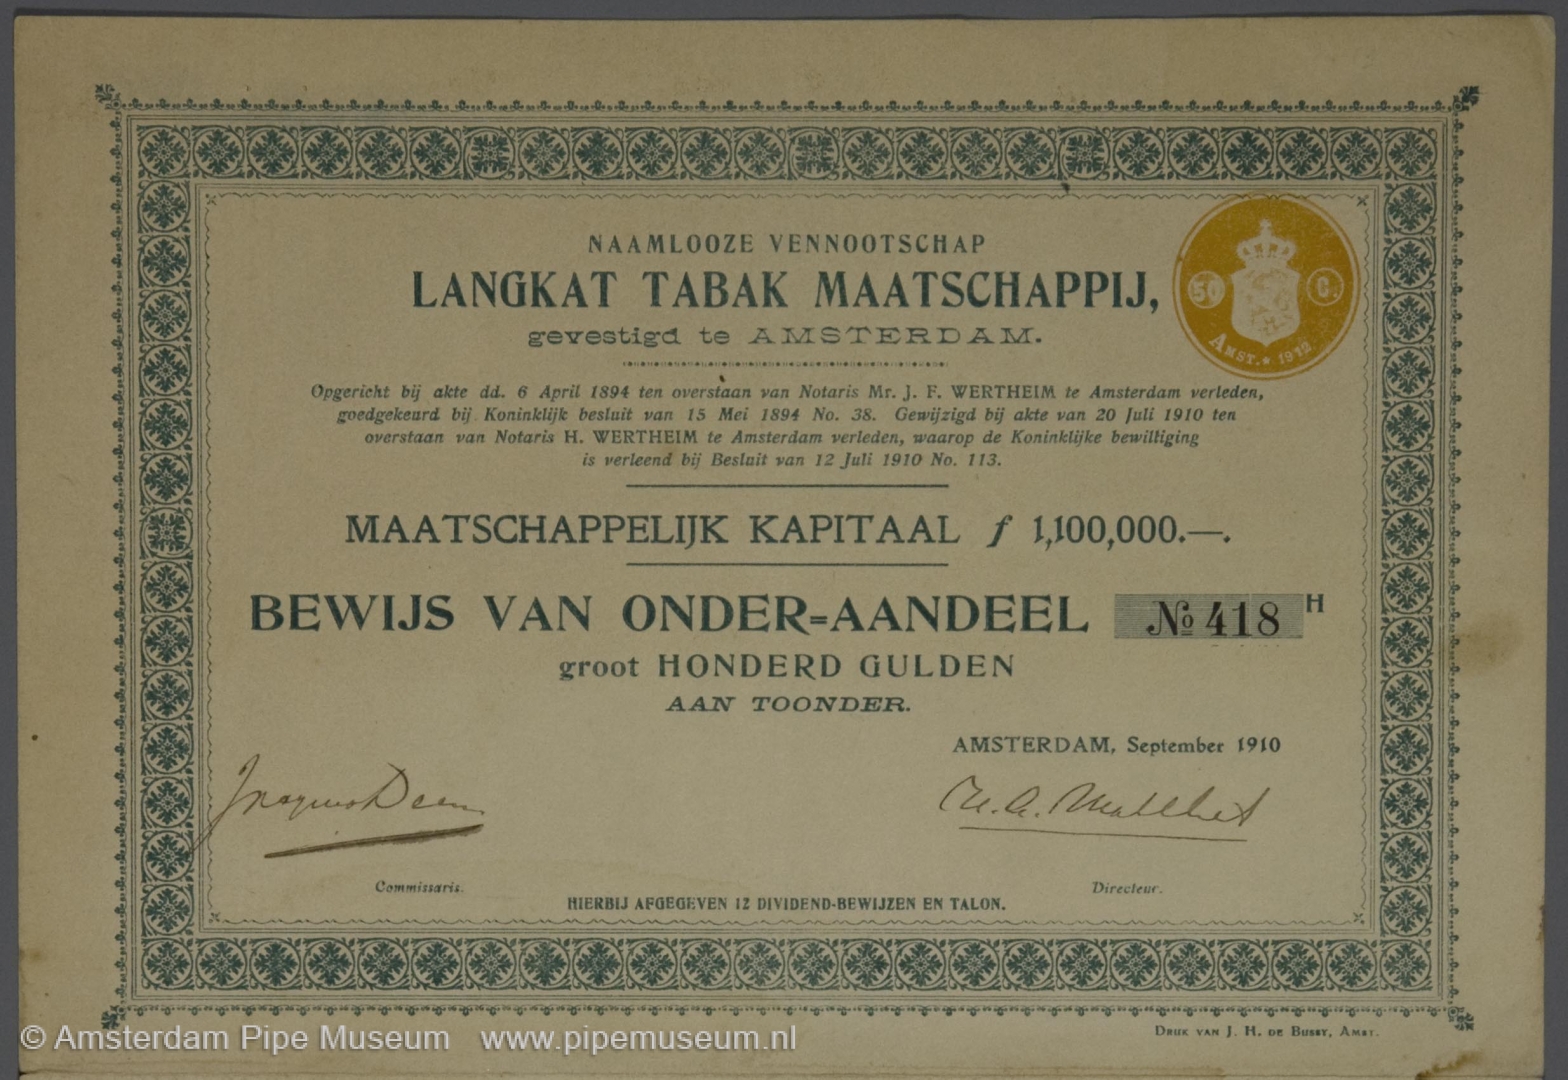 NAAMLOOZE VENNOOTSCHAP
LANGKAT TABAK MAATSCHAPPIJ,
gevestigd te AMSTERDAM.
50 C.
AMST. ★ 1912
Opgericht bij akte dd. 6 April 1894 ten overstaan van Notaris Mr. J. F. WERTHEIM te Amsterdam verleden,
goedgekeurd bij Koninklijk besluit van 15 Mei 1894 No. 38. Gewijzigd bij akte van 20 Juli 1910 ten
overstaan van Notaris H. WERTHEIM te Amsterdam verleden, waarop de Koninklijke bewilliging
is verleend bij Besluit van 12 Juli 1910 No. 113.
MAATSCHAPPELIJK KAPITAAL ƒ 1,100,000.—.
BEWIJS VAN ONDER=AANDEEL № 418 H
groot HONDERD GULDEN
AAN TOONDER.
AMSTERDAM, September 1910
Commissaris.
Directeur.
HIERBIJ AFGEGEVEN 12 DIVIDEND-BEWIJZEN EN TALON.
DRUK VAN J. H. DE BUSSY, AMST.
© Amsterdam Pipe Museum www.pipemuseum.nl